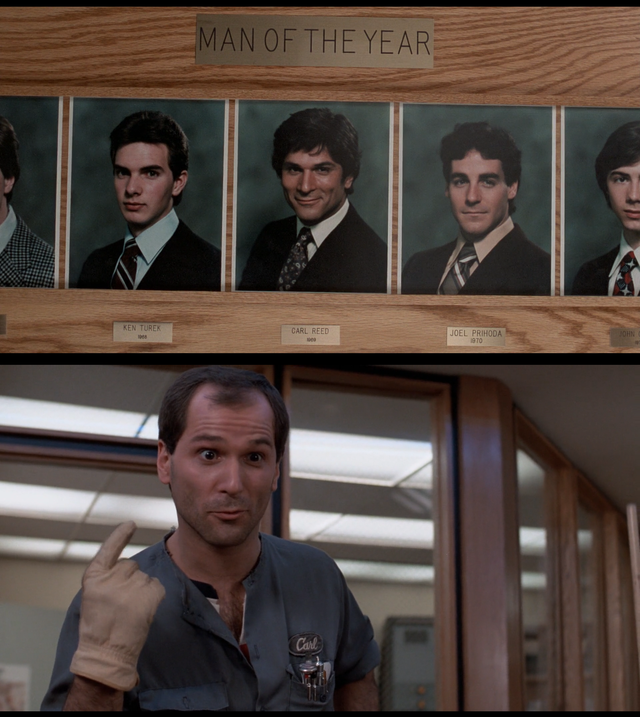 MAN OF THE YEAR
KEN TUREK
CARL REED
JOEL PRIHODA
1970
Carl